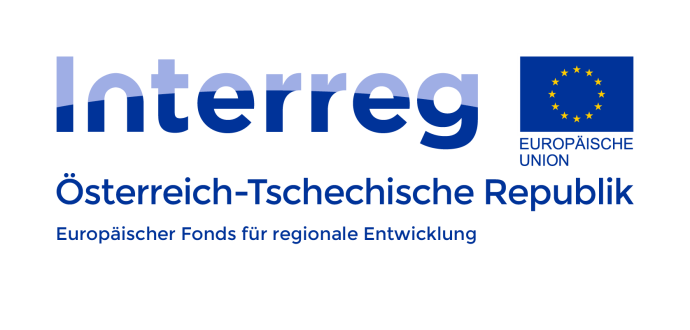 Interreg
EUROPÄISCHE
UNION
Österreich-Tschechische Republik
Europäischer Fonds für regionale Entwicklung